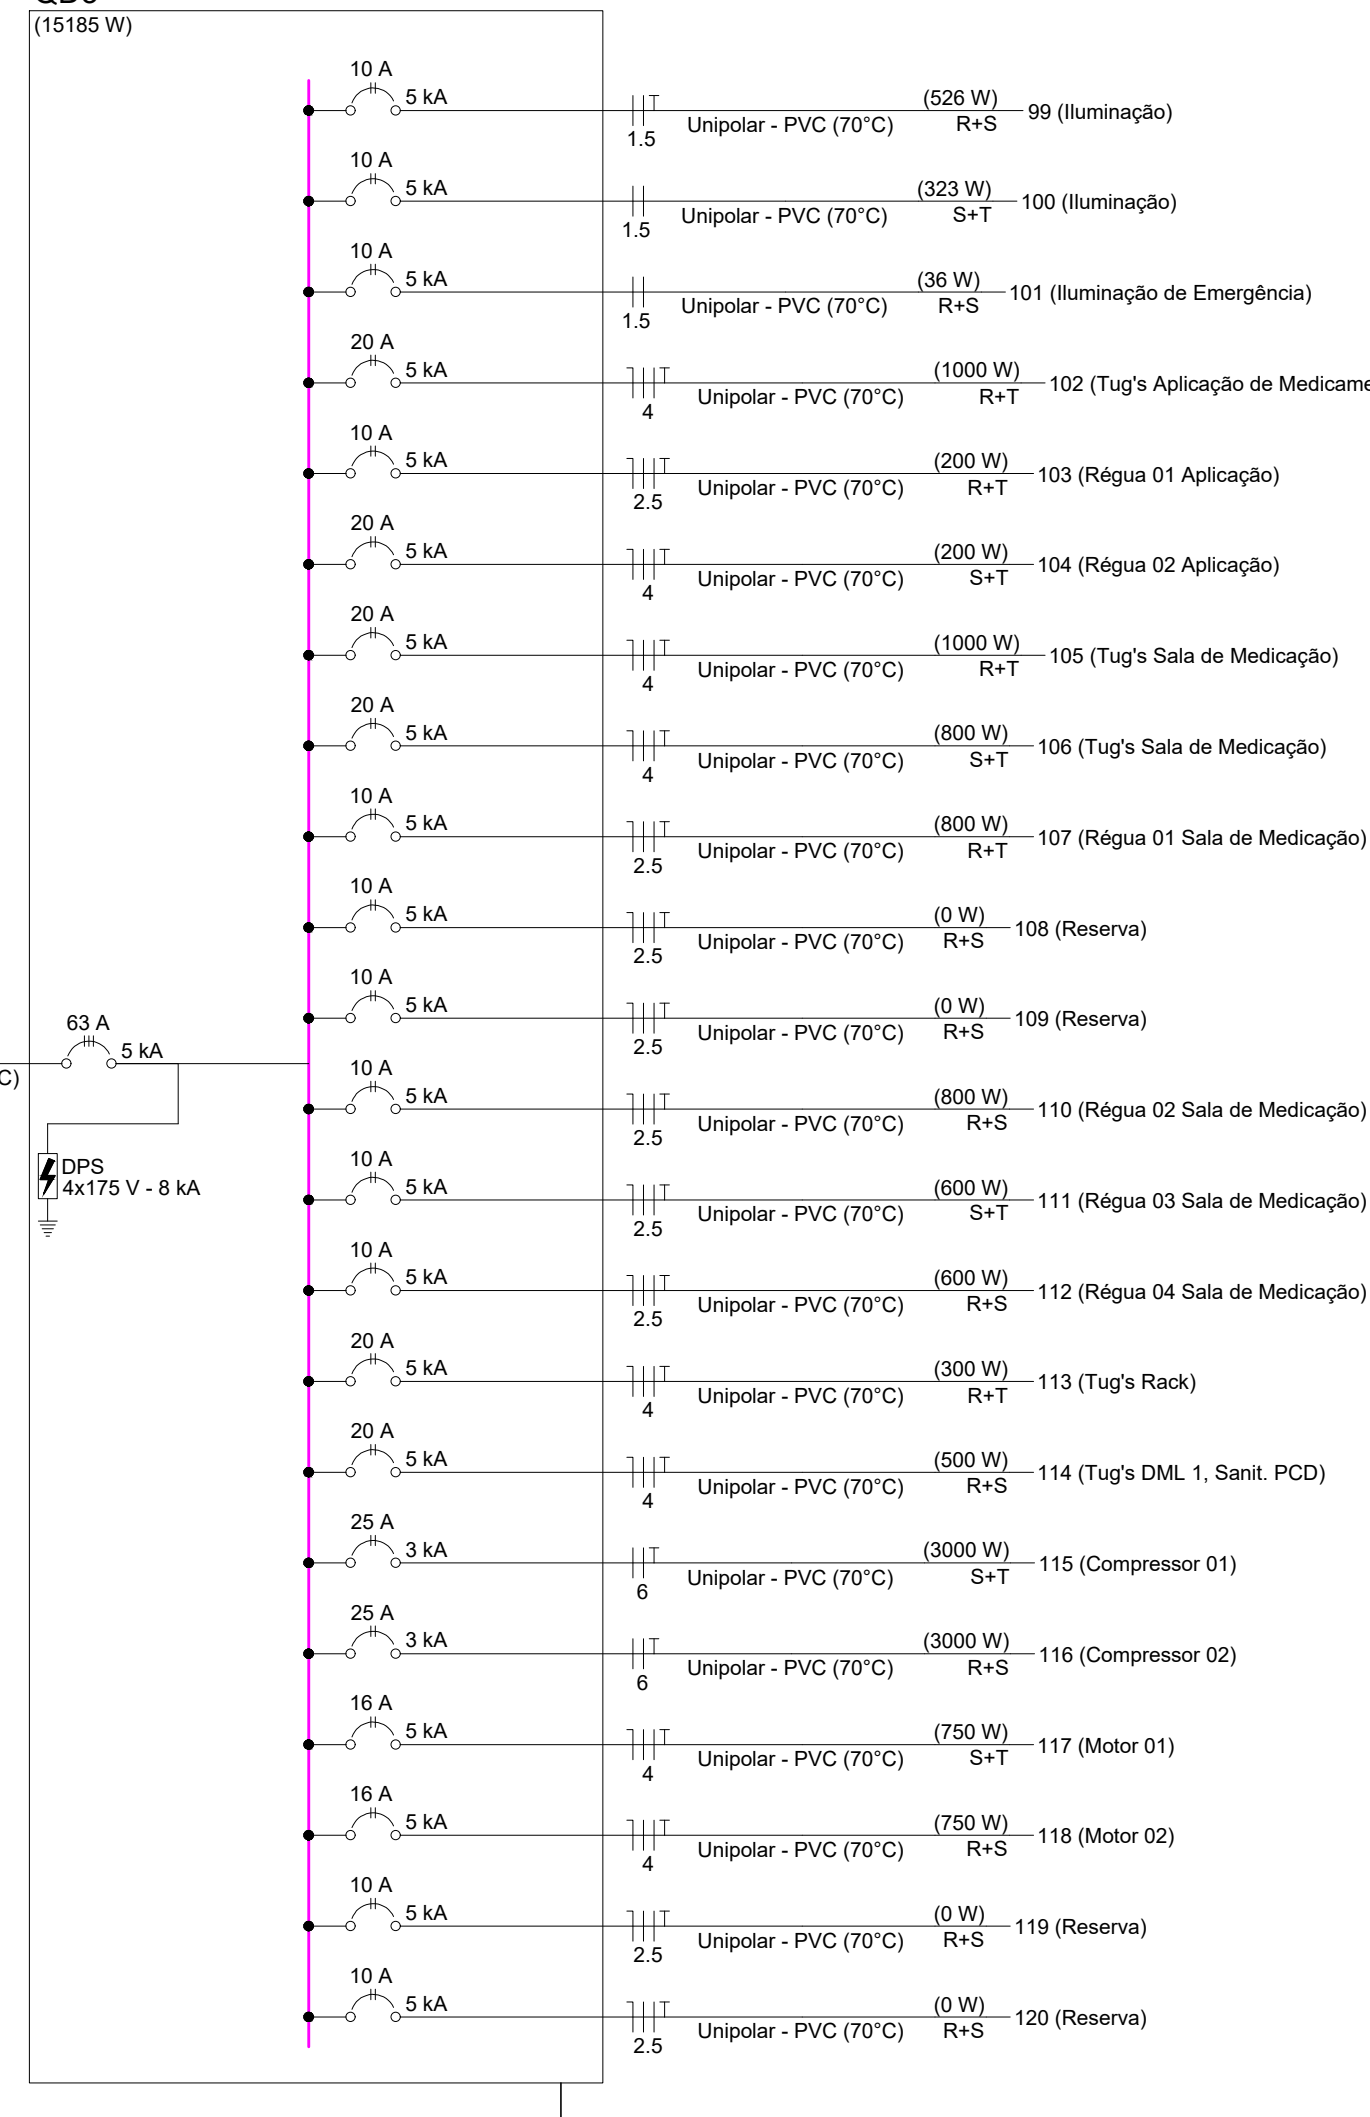 (15185 W)
10 A
5 kA
1.5
Unipolar - PVC (70°C)
(526 W)
R+S
99 (Iluminação)
10 A
5 kA
1.5
Unipolar - PVC (70°C)
(323 W)
S+T
100 (Iluminação)
10 A
5 kA
1.5
Unipolar - PVC (70°C)
(36 W)
R+S
101 (Iluminação de Emergência)
20 A
5 kA
4
Unipolar - PVC (70°C)
(1000 W)
R+T
102 (Tug's Aplicação de Medicame
10 A
5 kA
2.5
Unipolar - PVC (70°C)
(200 W)
R+T
103 (Régua 01 Aplicação)
20 A
5 kA
4
Unipolar - PVC (70°C)
(200 W)
S+T
104 (Régua 02 Aplicação)
20 A
5 kA
4
Unipolar - PVC (70°C)
(1000 W)
R+T
105 (Tug's Sala de Medicação)
20 A
5 kA
4
Unipolar - PVC (70°C)
(800 W)
S+T
106 (Tug's Sala de Medicação)
10 A
5 kA
2.5
Unipolar - PVC (70°C)
(800 W)
R+T
107 (Régua 01 Sala de Medicação)
10 A
5 kA
2.5
Unipolar - PVC (70°C)
(0 W)
R+S
108 (Reserva)
10 A
5 kA
2.5
Unipolar - PVC (70°C)
(0 W)
R+S
109 (Reserva)
63 A
5 kA
C)
DPS
4x175 V - 8 kA
10 A
5 kA
2.5
Unipolar - PVC (70°C)
(800 W)
R+S
110 (Régua 02 Sala de Medicação)
10 A
5 kA
2.5
Unipolar - PVC (70°C)
(600 W)
S+T
111 (Régua 03 Sala de Medicação)
10 A
5 kA
2.5
Unipolar - PVC (70°C)
(600 W)
R+S
112 (Régua 04 Sala de Medicação)
20 A
5 kA
4
Unipolar - PVC (70°C)
(300 W)
R+T
113 (Tug's Rack)
20 A
5 kA
4
Unipolar - PVC (70°C)
(500 W)
R+S
114 (Tug's DML 1, Sanit. PCD)
25 A
3 kA
6
Unipolar - PVC (70°C)
(3000 W)
S+T
115 (Compressor 01)
25 A
3 kA
6
Unipolar - PVC (70°C)
(3000 W)
R+S
116 (Compressor 02)
16 A
5 kA
4
Unipolar - PVC (70°C)
(750 W)
S+T
117 (Motor 01)
16 A
5 kA
4
Unipolar - PVC (70°C)
(750 W)
R+S
118 (Motor 02)
10 A
5 kA
2.5
Unipolar - PVC (70°C)
(0 W)
R+S
119 (Reserva)
10 A
5 kA
2.5
Unipolar - PVC (70°C)
(0 W)
R+S
120 (Reserva)